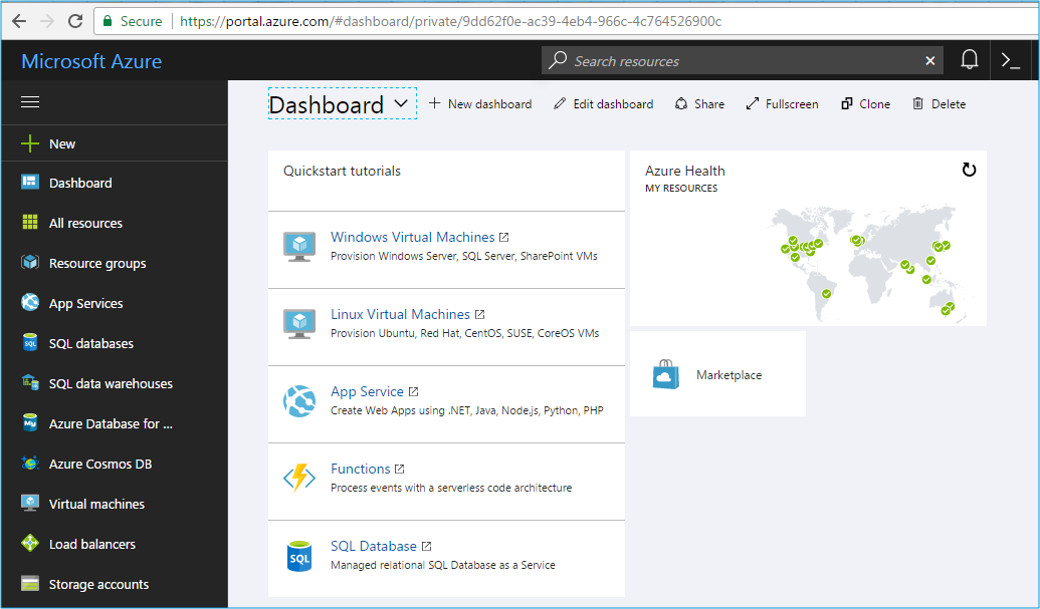 Secure https://portal.azure.com/#dashboard/private/9dd62f0e-ac39-4eb4-966c-4c764526900c
Microsoft Azure
Search resources
New
Dashboard
All resources
Resource groups
App Services
SQL databases
SQL data warehouses
Azure Database for ...
Azure Cosmos DB
Virtual machines
Load balancers
Storage accounts
Dashboard
New dashboard
Edit dashboard
Share
Fullscreen
Clone
Delete
Quickstart tutorials
Windows Virtual Machines
Provision Windows Server, SQL Server, SharePoint VMs
Linux Virtual Machines
Provision Ubuntu, Red Hat, CentOS, SUSE, CoreOS VMs
App Service
Create Web Apps using .NET, Java, Node.js, Python, PHP
Functions
Process events with a serverless code architecture
SQL
SQL Database
Managed relational SQL Database as a Service
Azure Health
MY RESOURCES
Marketplace